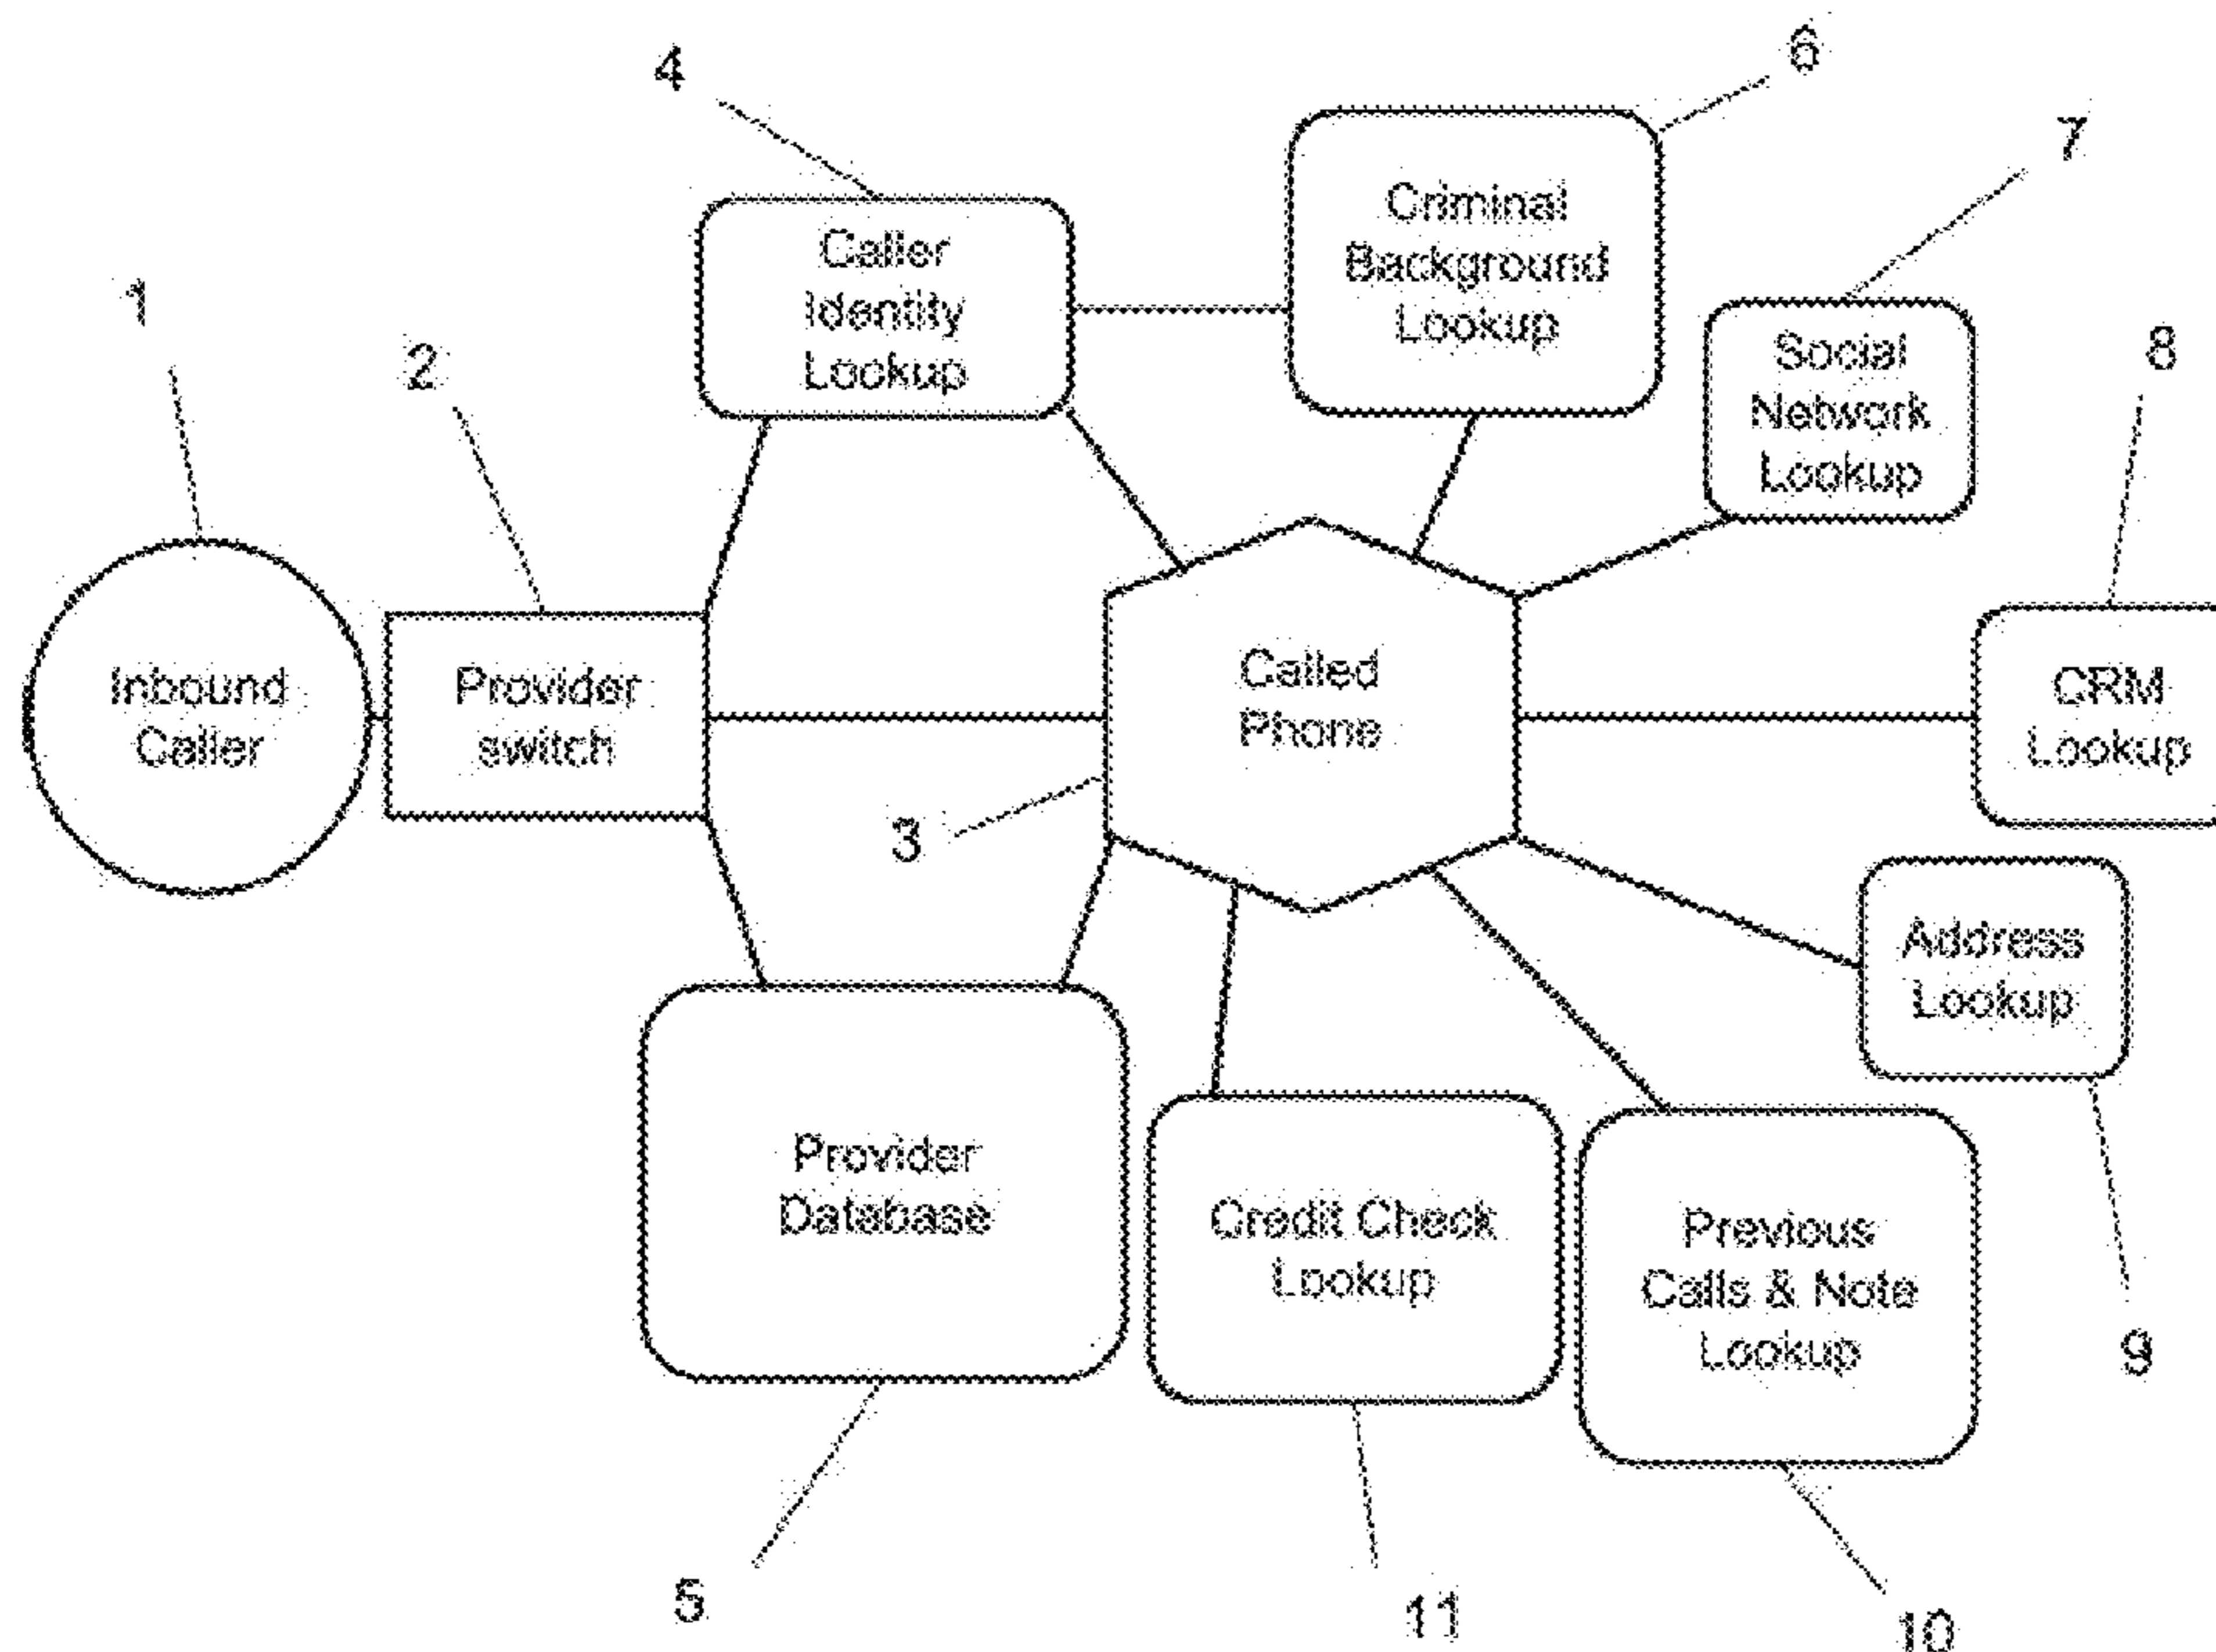 4
6
7
Criminal
Background
Lookup
Caller
Identity
Lookup
1
2
Social
Network
Lookup
8
Inbound
Caller
Provider
switch
Called
Phone
CRM
Lookup
3
Address
Lookup
Provider
Database
Credit Check
Lookup
Previous
Calls & Note
Lookup
9
5
11
10